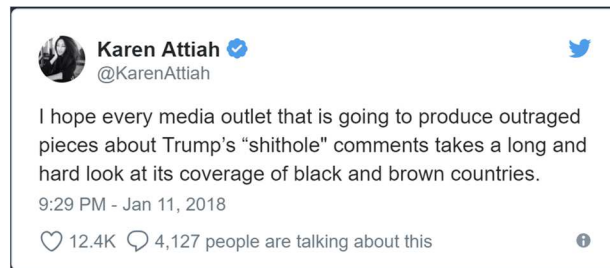 Karen Attiah
@KarenAttiah
I hope every media outlet that is going to produce outraged
pieces about Trump’s “shithole" comments takes a long and
hard look at its coverage of black and brown countries.
9:29 PM - Jan 11, 2018
12.4K 4,127 people are talking about this